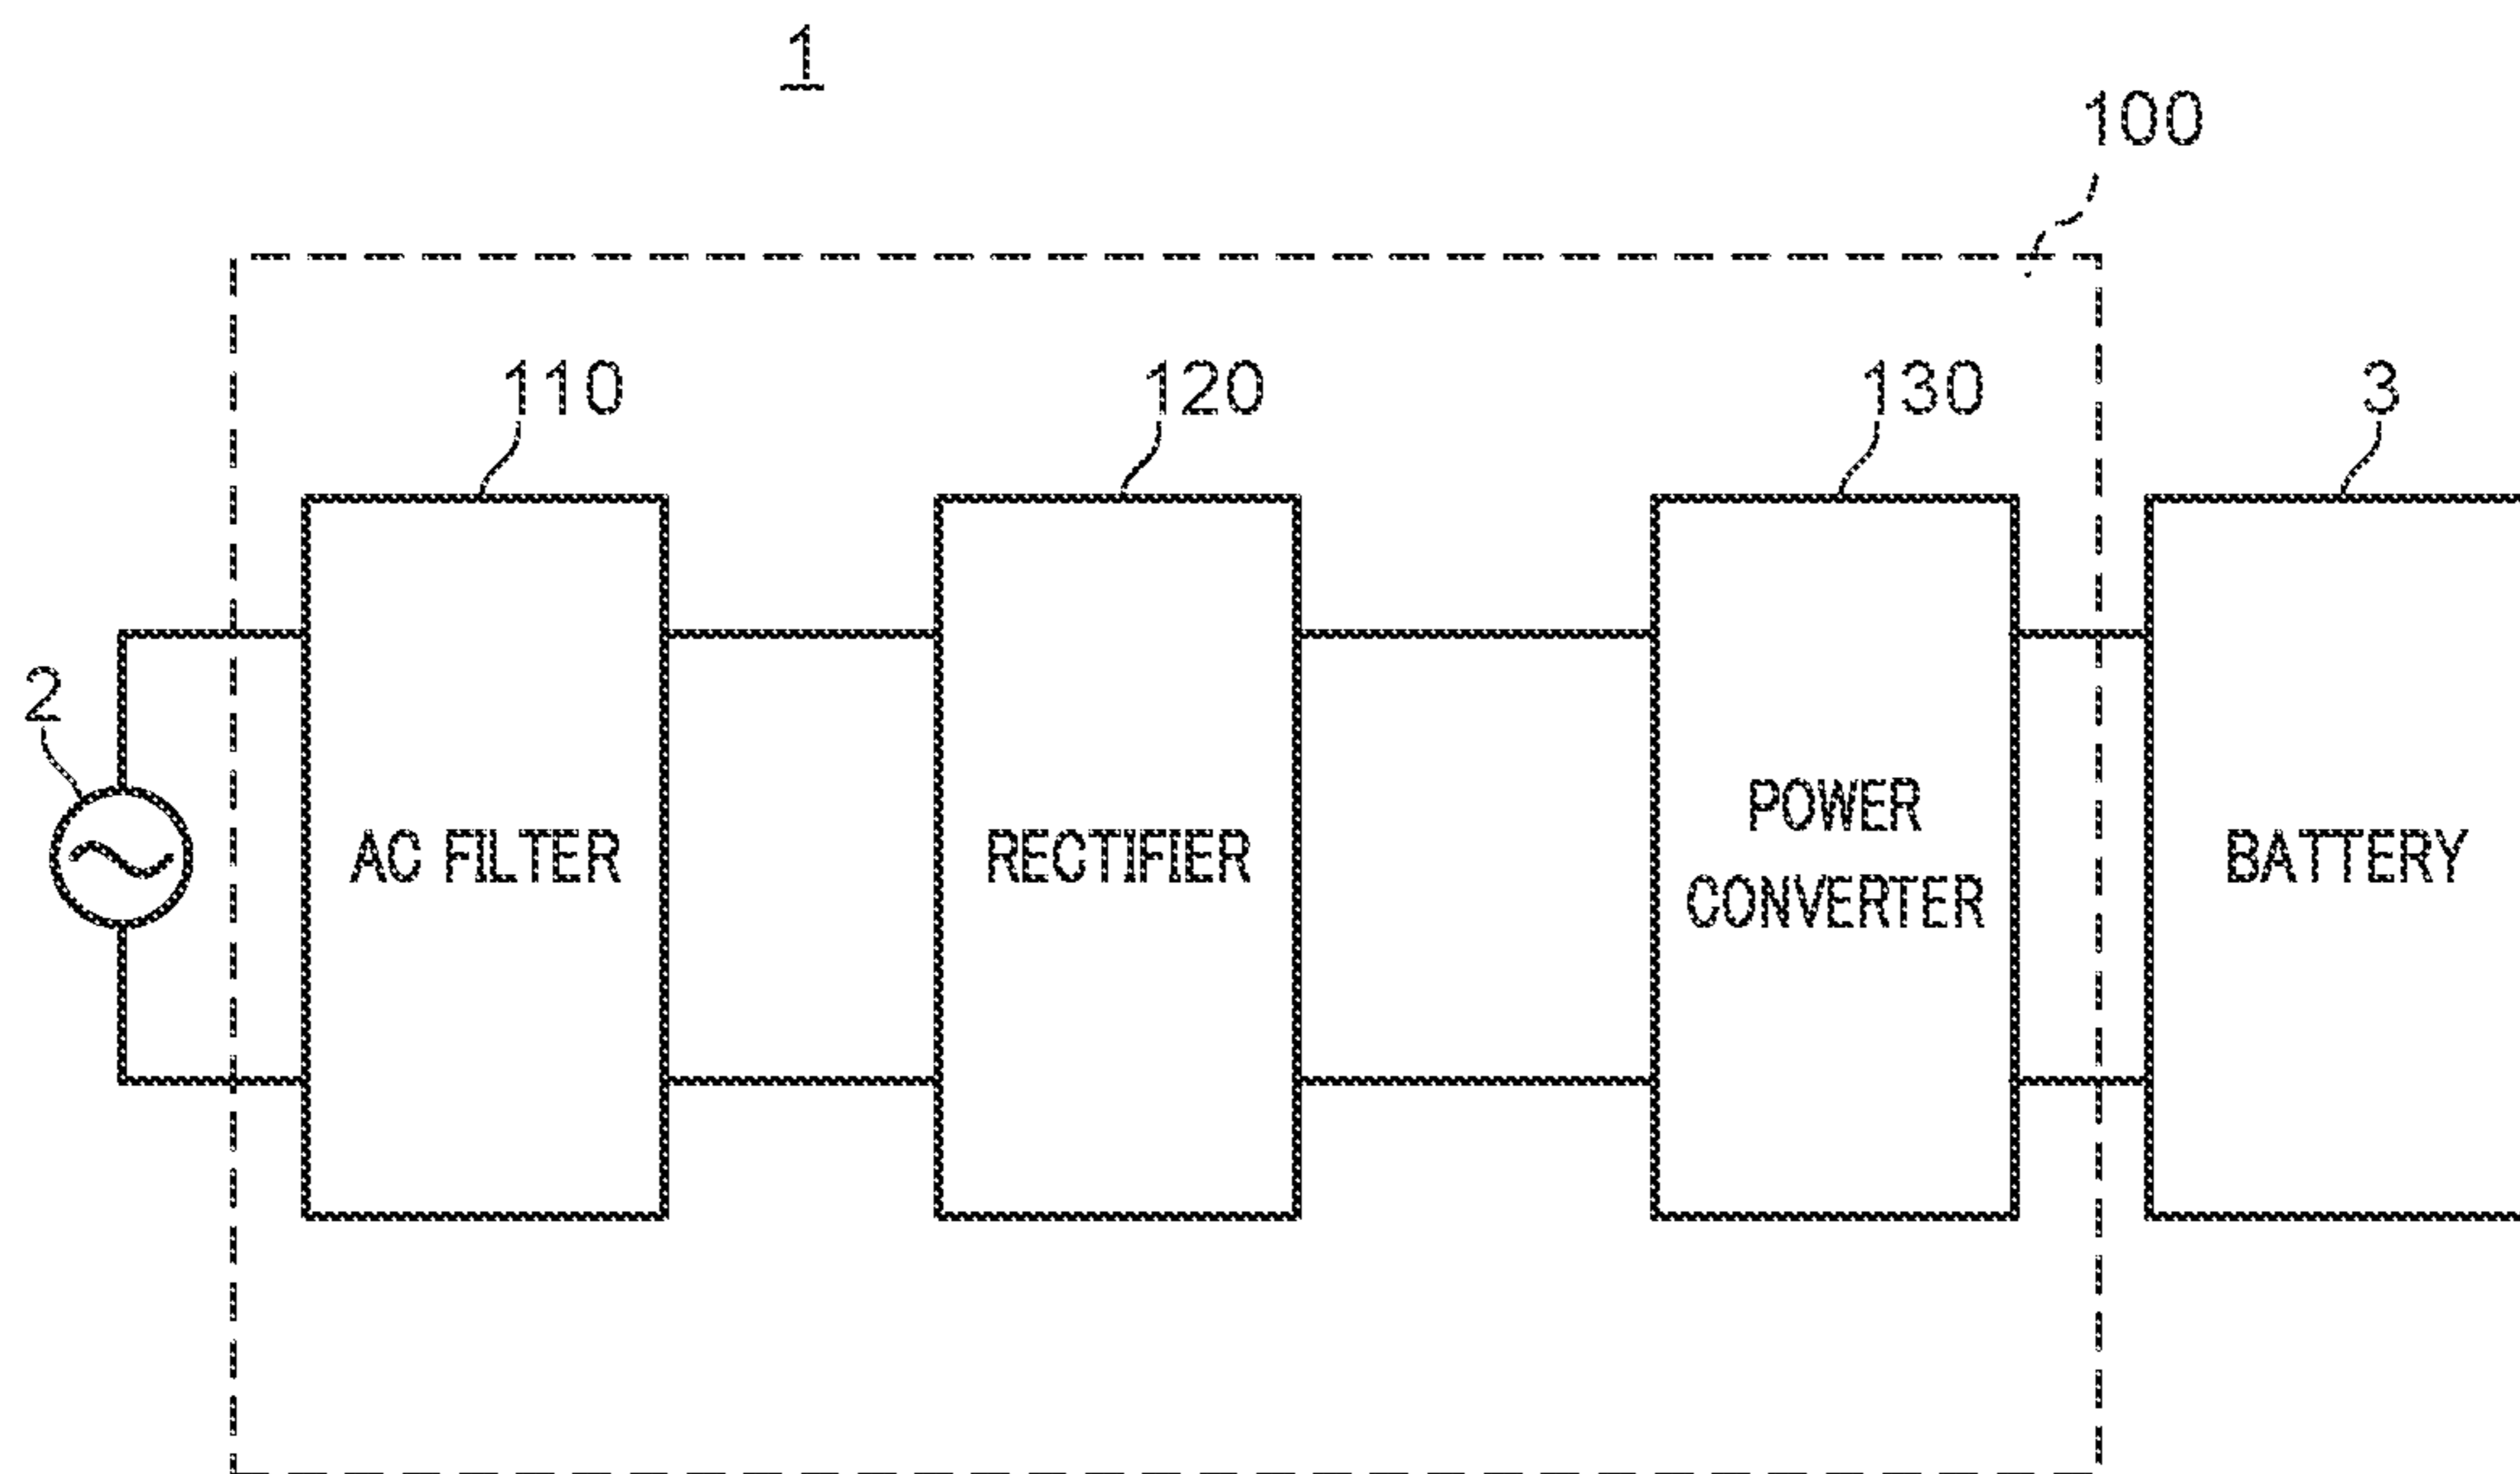 1
100
110
120
130
3
2
AC FILTER
RECTIFIER
POWER
CONVERTER
BATTERY